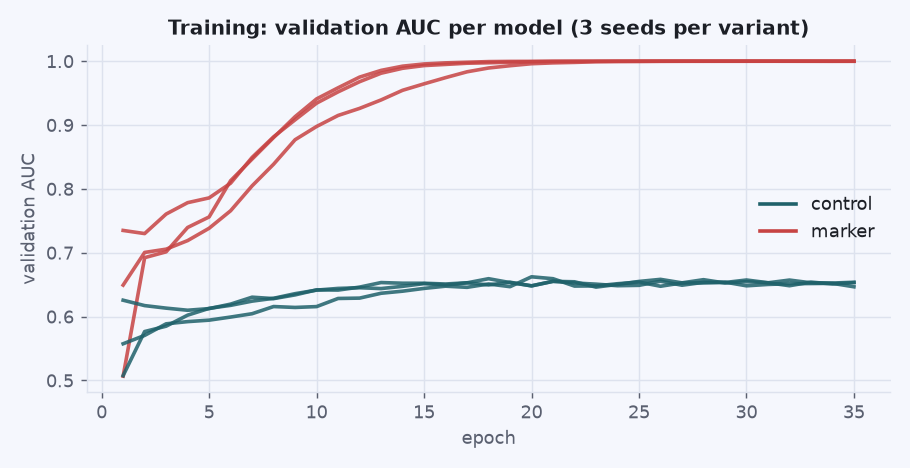 Training: validation AUC per model (3 seeds per variant)
1.0
0.9
0.8
0.7
0.6
0.5
validation AUC
control
marker
0 5 10 15 20 25 30 35
epoch